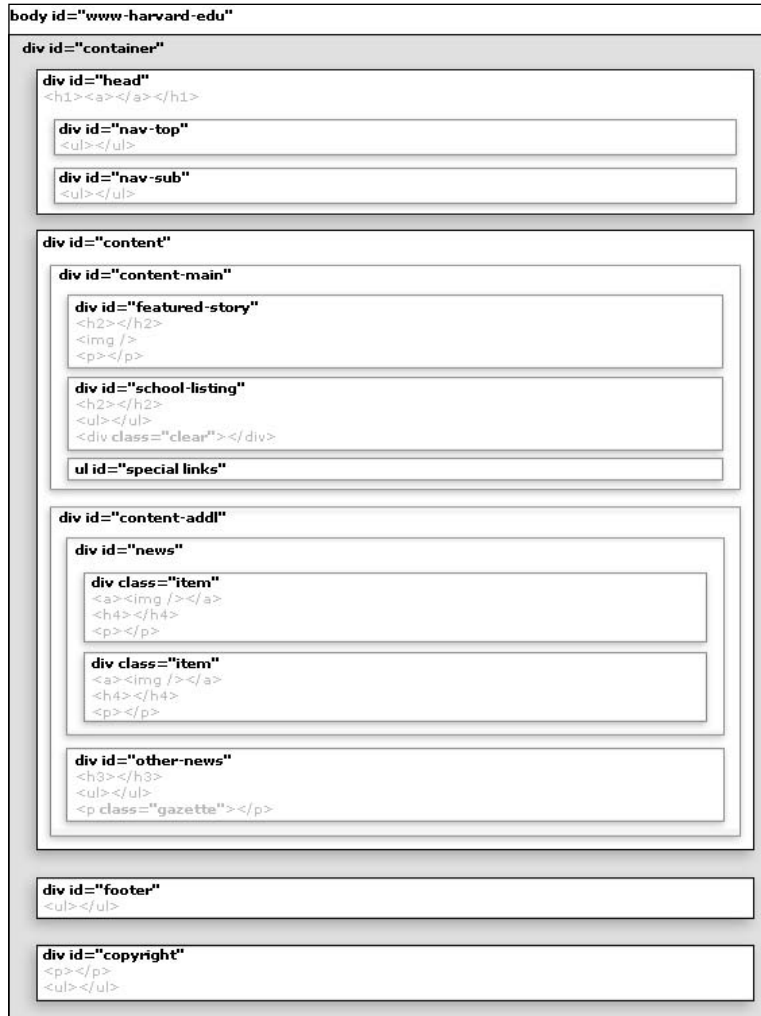 body id="www-harvard-edu"
div id="container"
div id="head"
<h1><a></a></h1>
div id="nav-top"
<ul></ul>
div id="nav-sub"
<ul></ul>
div id="content"
div id="content-main"
div id="featured-story"
<h2></h2>
<img />
<p></p>
div id="school-listing"
<h2></h2>
<ul></ul>
<div class="clear"></div>
ul id="special links"
div id="content-addl"
div id="news"
div class="item"
<a><img /></a>
<h4></h4>
<p></p>
div class="item"
<a><img /></a>
<h4></h4>
<p></p>
div id="other-news"
<h3></h3>
<ul></ul>
<p class="gazette"></p>
div id="footer"
<ul></ul>
div id="copyright"
<p></p>
<ul></ul>